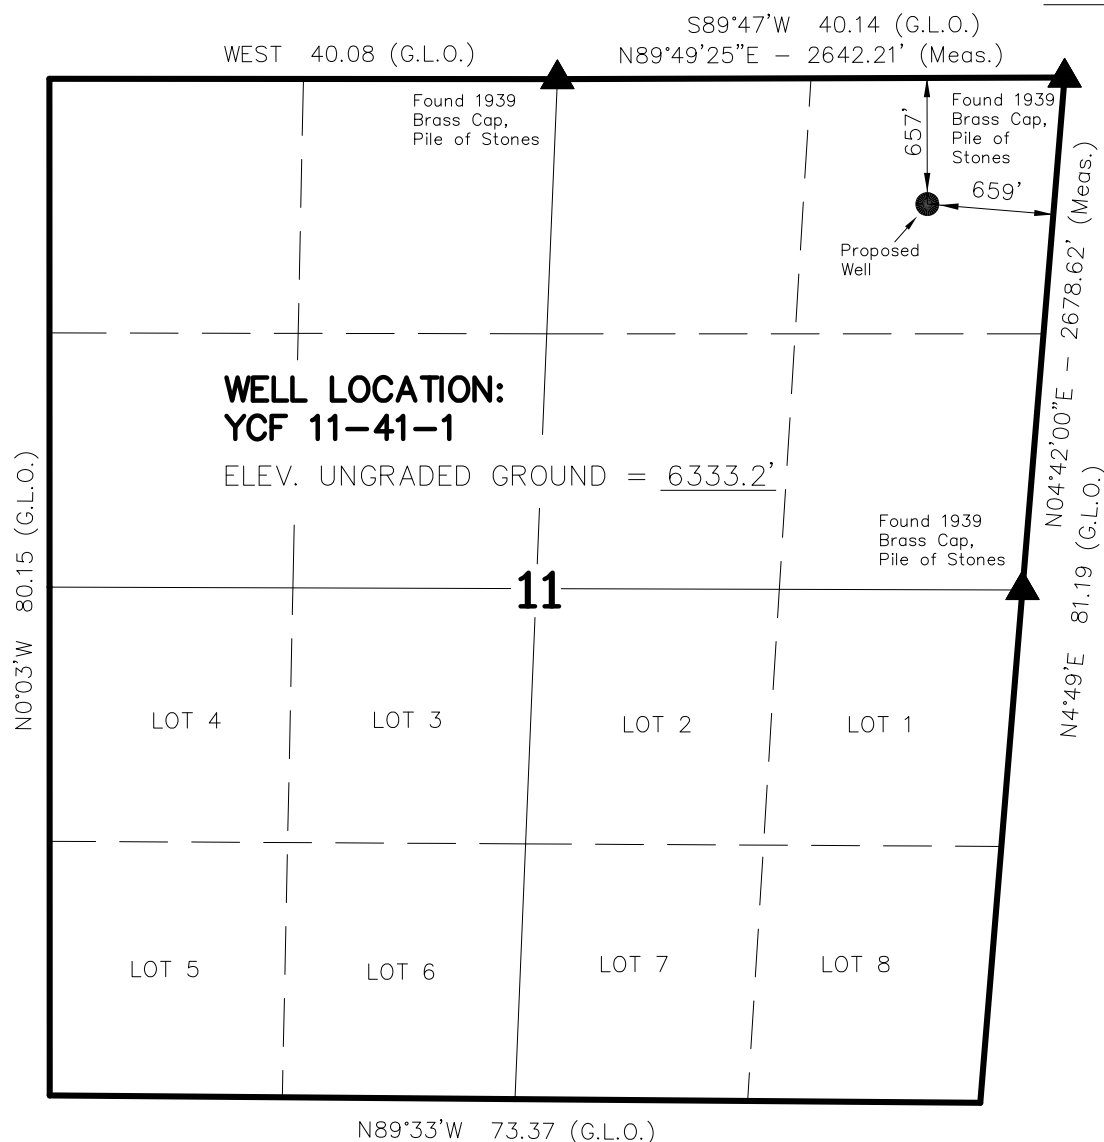 S89°47'W 40.14 (G.L.O.)
WEST 40.08 (G.L.O.)
N89°49'25"E - 2642.21' (Meas.)
Found 1939
Brass Cap,
Pile of Stones
657'
Found 1939
Brass Cap,
Pile of
Stones
659'
Proposed
Well
N04°42'00"E - 2678.62' (Meas.)
WELL LOCATION:
YCF 11-41-1
ELEV. UNGRADED GROUND = 6333.2'
N0°03'W 80.15 (G.L.O.)
Found 1939
Brass Cap,
Pile of Stones
N4°49'E 81.19 (G.L.O.)
11
LOT 4
LOT 3
LOT 2
LOT 1
LOT 5
LOT 6
LOT 7
LOT 8
N89°33'W 73.37 (G.L.O.)